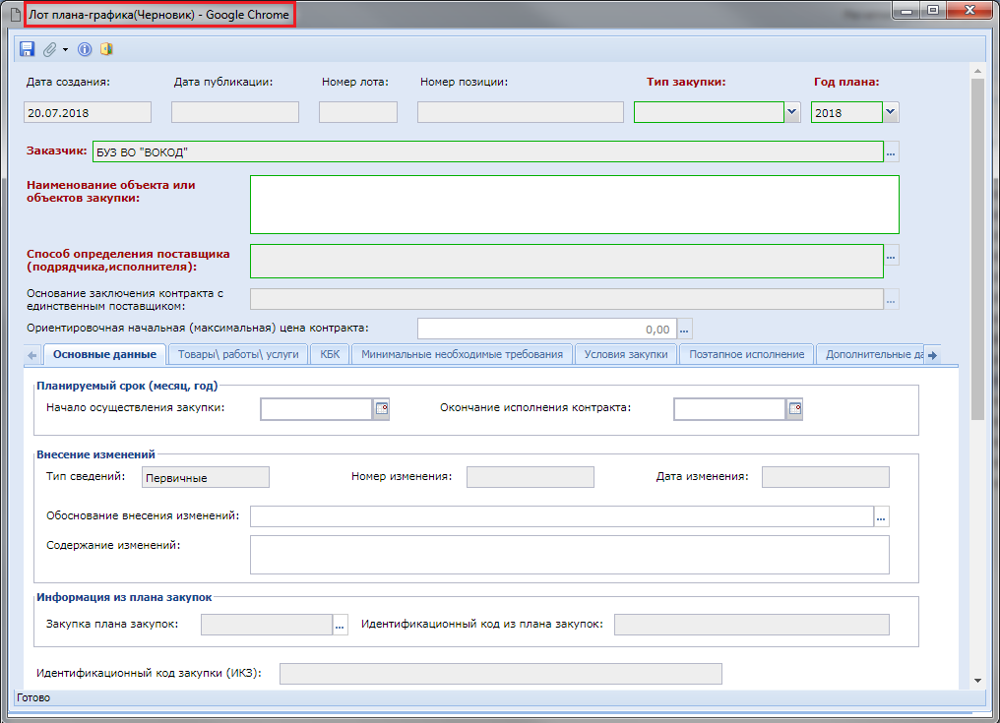 Лот плана-графика(Черновик) - Google Chrome
Дата создания: Дата публикации: Номер лота: Номер позиции: Тип закупки: Год плана:
20.07.2018 2018
Заказчик: БУЗ ВО "ВОКОД" ...
Наименование объекта или
объектов закупки:
Способ определения поставщика
(подрядчика,исполнителя): ...
Основание заключения контракта с
единственным поставщиком: ...
Ориентировочная начальная (максимальная) цена контракта: 0,00 ...
Основные данные Товары\ работы\ услуги КБК Минимальные необходимые требования Условия закупки Поэтапное исполнение Дополнительные да
Планируемый срок (месяц, год)
Начало осуществления закупки: Окончание исполнения контракта:
Внесение изменений
Тип сведений: Первичные Номер изменения: Дата изменения:
Обоснование внесения изменений: ...
Содержание изменений:
Информация из плана закупок
Закупка плана закупок: ... Идентификационный код из плана закупок:
Идентификационный код закупки (ИКЗ):
Готово